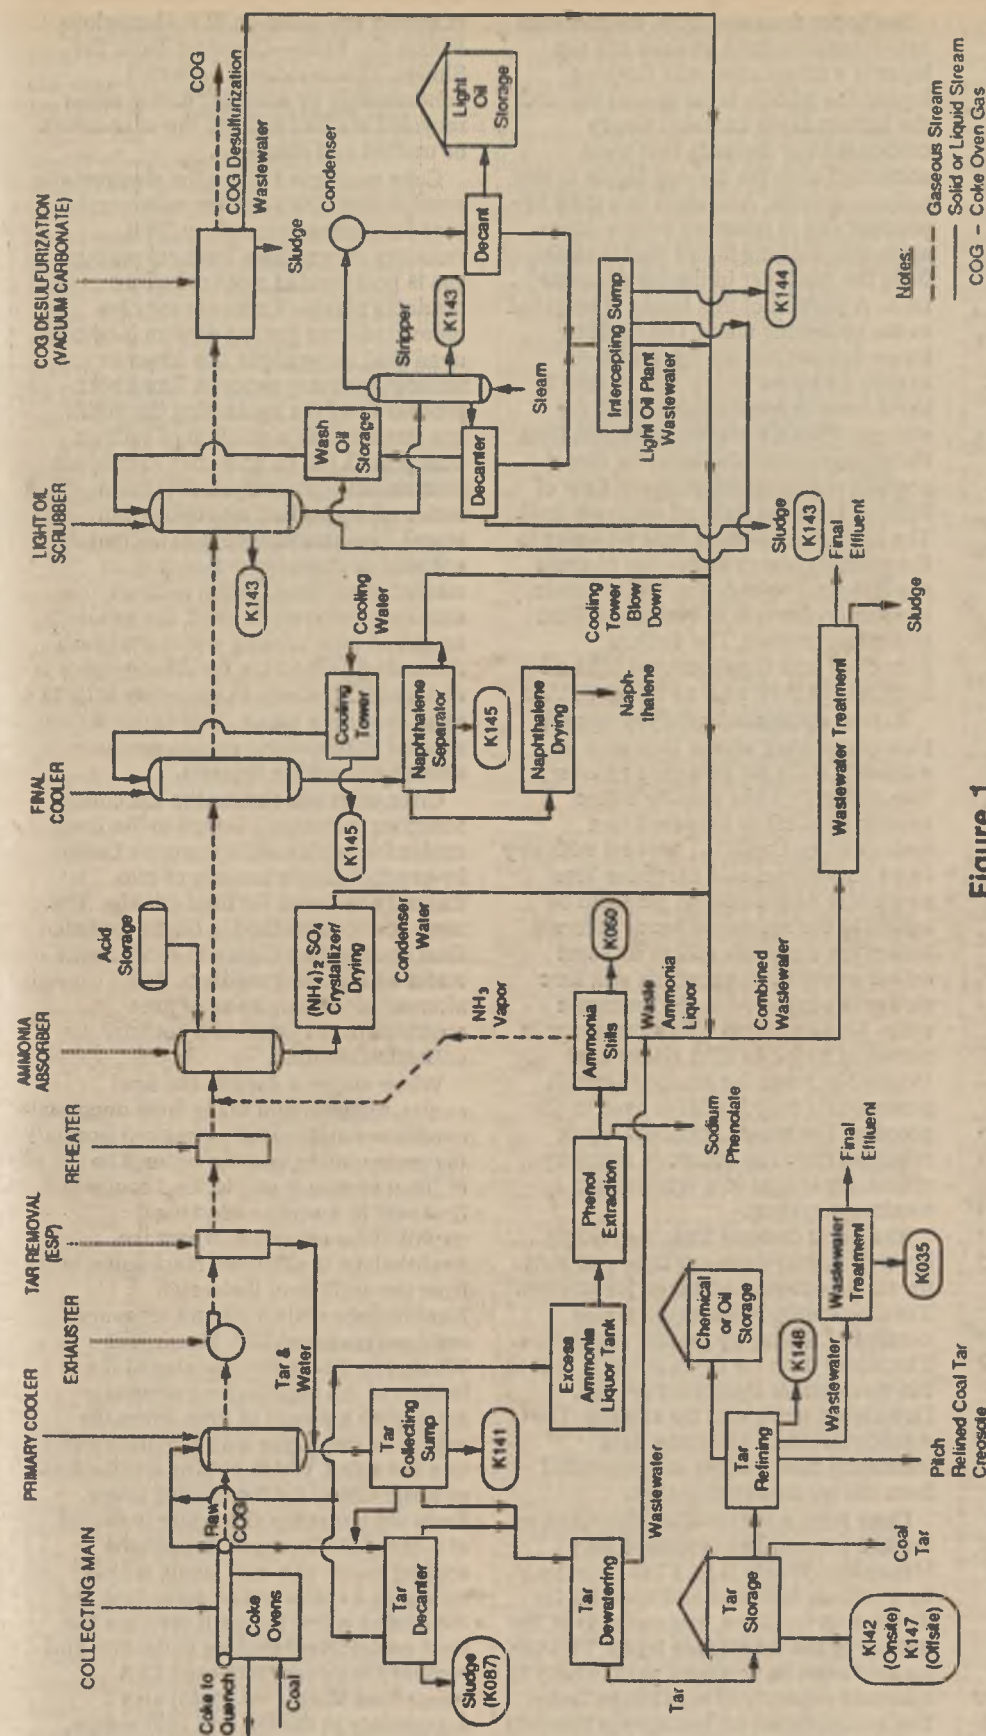 COLLECTING MAIN
PRIMARY COOLER
EXHAUSTER
TAR REMOVAL
(ESP)
REHEATER
AMMONIA
ABSORBER
FINAL
COOLER
LIGHT OIL
SCRUBBER
COG DESULFURIZATION
(VACUUM CARBONATE)
Coke to
Quench
Coal
Coke
Ovens
Raw
COG
Tar &
Water
Acid
Storage
COG
COG Desulfurization
Wastewater
Sludge
K143
Wash
Oil
Storage
Stripper
Condenser
K143
Steam
Decanter
Decant
Light
Oil
Storage
Sludge
K143
Intercepting Sump
Light Oil Plant
Wastewater
K144
Cooling
Tower
Cooling
Water
K145
Naphthalene
Separator
K145
Naphthalene
Drying
Naph-
thalene
Cooling
Tower
Blow
Down
(NH4)2 SO4
Crystallizer/
Drying
Condenser
Water
NH3
Vapor
Tar
Decanter
Sludge
(K087)
Tar
Collecting
Sump
K141
Excess
Ammonia
Liquor Tank
Phenol
Extraction
Sodium
Phenolate
Ammonia
Stills
K060
Waste
Ammonia
Liquor
Combined
Wastewater
Wastewater Treatment
Final
Effluent
Sludge
Tar
Dewatering
Wastewater
Tar
Tar
Storage
KI42
(Onsite)
K147
(Offsite)
Coal
Tar
Tar
Refining
Chemical
or Oil
Storage
K148
Wastewater
Pitch
Refined Coal Tar
Creosote
Wastewater
Treatment
Final
Effluent
K035
Notes:
Gaseous Stream
Solid or Liquid Stream
COG – Coke Oven Gas
Figure 1